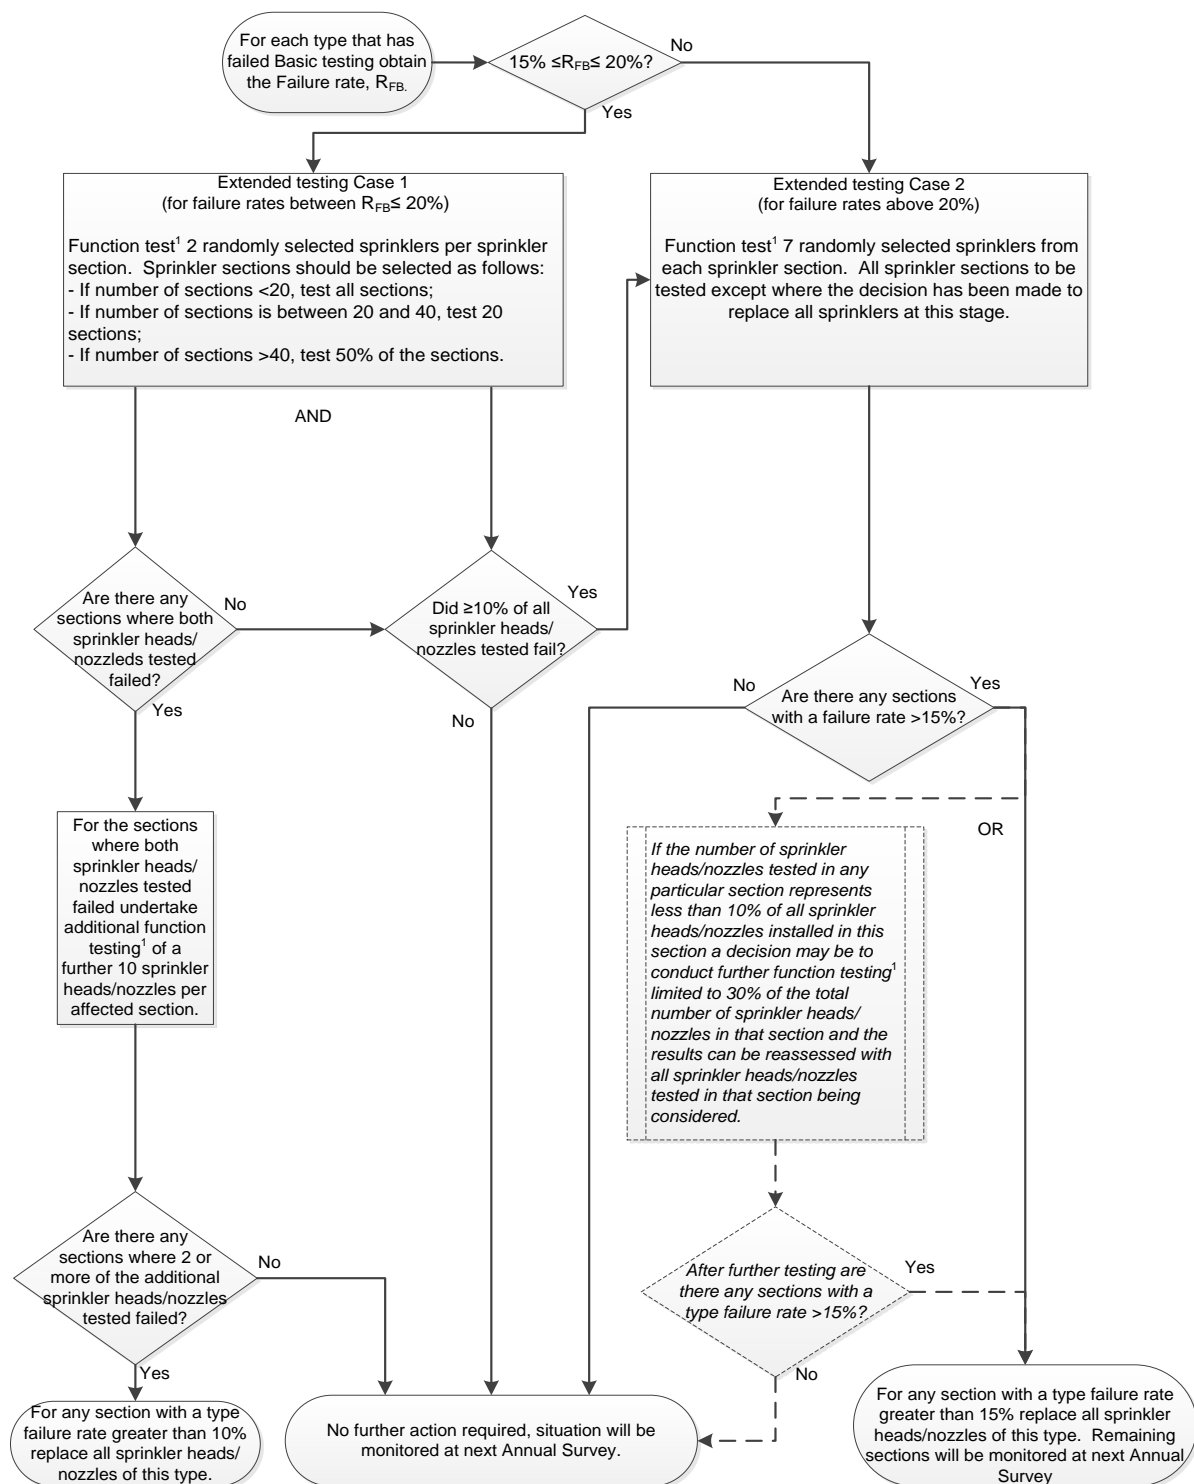 For each type that has
failed Basic testing obtain
the Failure rate, RFB.
15% ≤RFB≤ 20%?
No
Yes
Extended testing Case 1
(for failure rates between RFB≤ 20%)
Function test1 2 randomly selected sprinklers per sprinkler
section. Sprinkler sections should be selected as follows:
- If number of sections <20, test all sections;
- If number of sections is between 20 and 40, test 20
sections;
- If number of sections >40, test 50% of the sections.
Extended testing Case 2
(for failure rates above 20%)
Function test1 7 randomly selected sprinklers from
each sprinkler section. All sprinkler sections to be
tested except where the decision has been made to
replace all sprinklers at this stage.
AND
Are there any
sections where both
sprinkler heads/
nozzleds tested
failed?
No
Yes
Did ≥10% of all
sprinkler heads/
nozzles tested fail?
Yes
No
Are there any sections
with a failure rate >15%?
No
Yes
OR
For the sections
where both
sprinkler heads/
nozzles tested
failed undertake
additional function
testing1 of a
further 10 sprinkler
heads/nozzles per
affected section.
If the number of sprinkler
heads/nozzles tested in any
particular section represents
less than 10% of all sprinkler
heads/nozzles installed in this
section a decision may be to
conduct further function testing1
limited to 30% of the total
number of sprinkler heads/
nozzles in that section and the
results can be reassessed with
all sprinkler heads/nozzles
tested in that section being
considered.
Are there any
sections where 2 or
more of the additional
sprinkler heads/nozzles
tested failed?
No
Yes
After further testing are
there any sections with a
type failure rate >15%?
Yes
No
For any section with a type
failure rate greater than 10%
replace all sprinkler heads/
nozzles of this type.
No further action required, situation will be
monitored at next Annual Survey.
For any section with a type failure rate
greater than 15% replace all sprinkler
heads/nozzles of this type. Remaining
sections will be monitored at next Annual
Survey